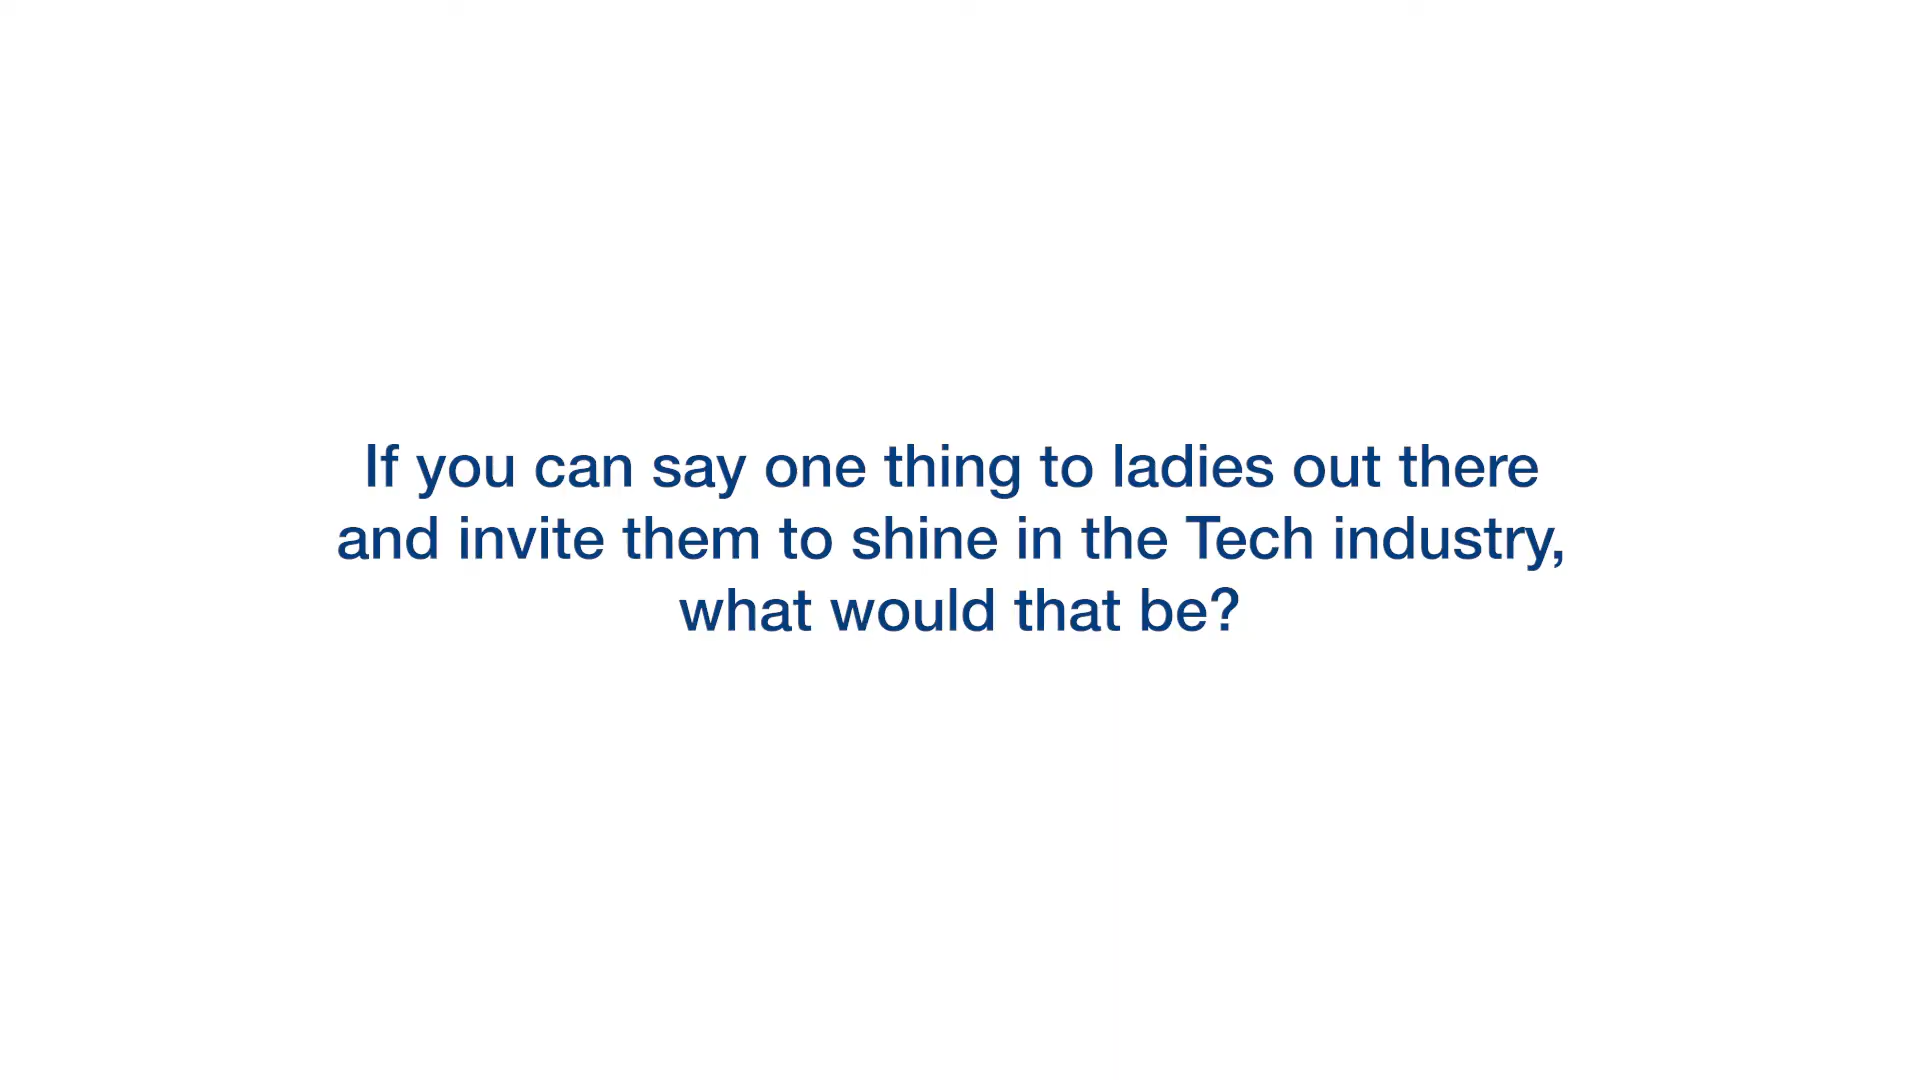 If you can say one thing to ladies out there
and invite them to shine in the Tech industry,
what would that be?